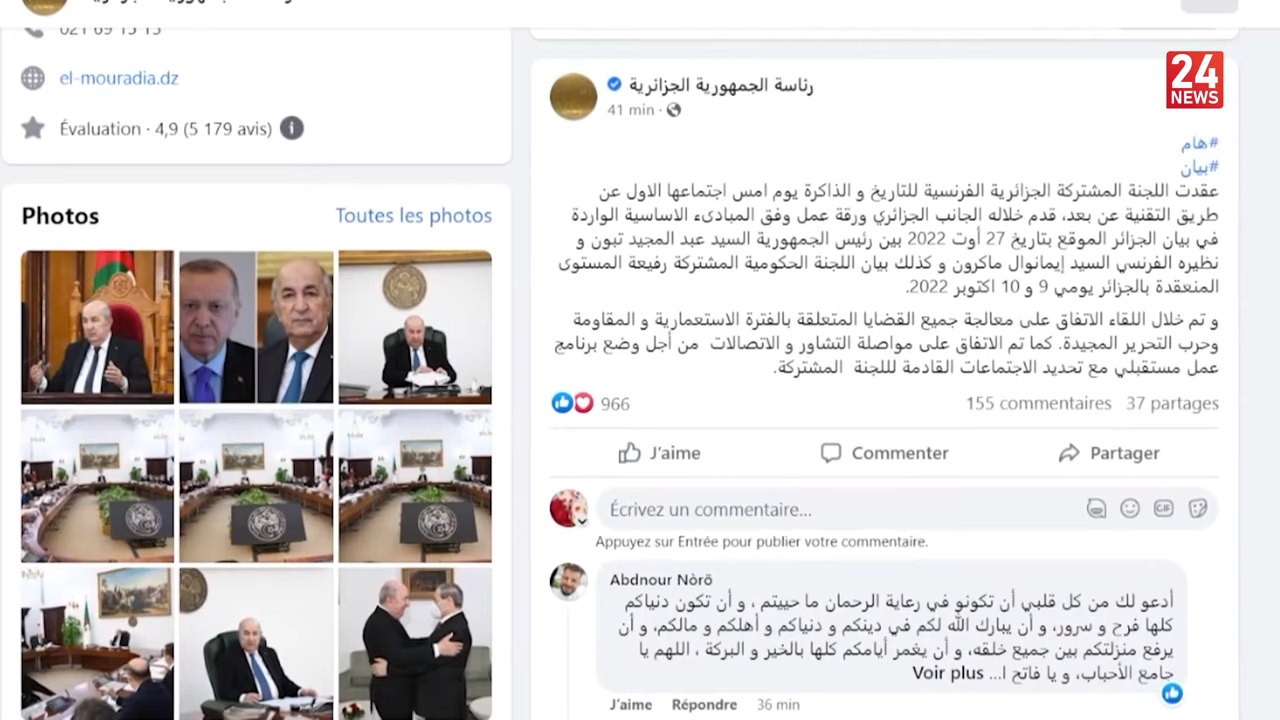 021 69 15 15
el-mouradia.dz
Évaluation · 4,9 (5 179 avis)
Photos
Toutes les photos
24
NEWS
رئاسة الجمهورية الجزائرية
41 min ·
#هام
#بيان
عقدت اللجنة المشتركة الجزائرية الفرنسية للتاريخ و الذاكرة يوم امس اجتماعها الاول عن
طريق التقنية عن بعد، قدم خلاله الجانب الجزائري ورقة عمل وفق المبادىء الاساسية الواردة
في بيان الجزائر الموقع بتاريخ 27 أوت 2022 بين رئيس الجمهورية السيد عبد المجيد تبون و
نظيره الفرنسي السيد إيمانوال ماكرون و كذلك بيان اللجنة الحكومية المشتركة رفيعة المستوى
المنعقدة بالجزائر يومي 9 و 10 اكتوبر 2022.
و تم خلال اللقاء الاتفاق على معالجة جميع القضايا المتعلقة بالفترة الاستعمارية و المقاومة
وحرب التحرير المجيدة. كما تم الاتفاق على مواصلة التشاور و الاتصالات من أجل وضع برنامج
عمل مستقبلي مع تحديد الاجتماعات القادمة لللجنة المشتركة.
966
155 commentaires 37 partages
J'aime
Commenter
Partager
Écrivez un commentaire...
GIF
Appuyez sur Entrée pour publier votre commentaire.
Abdnour Nòrõ
أدعو لك من كل قلبي أن تكونو في رعاية الرحمان ما حييتم ، و أن تكون دنياكم
كلها فرح و سرور، و أن يبارك الله لكم في دينكم و دنياكم و أهلكم و مالكم، و أن
يرفع منزلتكم بين جميع خلقه، و أن يغمر أيامكم كلها بالخير و البركة ، اللهم يا
جامع الأحباب، و يا فاتح ا... Voir plus
J'aime Répondre 36 min